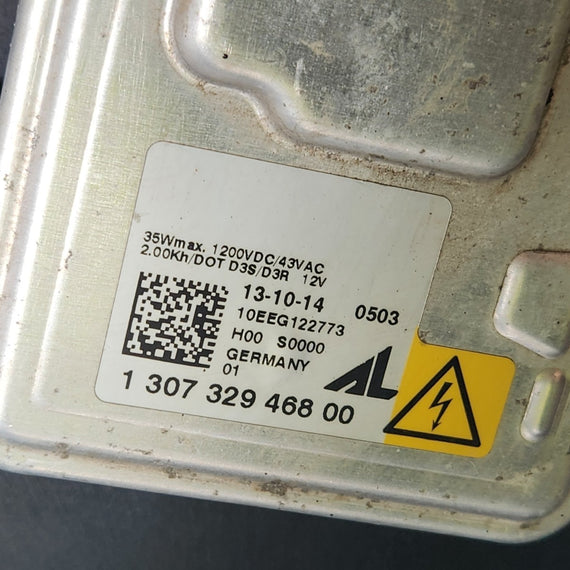 35Wmax. 1200VDC/43VAC
2.00Kh/DOT D3S/D3R 12V
13-10-14 0503
10EEG122773
H00 S0000
GERMANY
01
AL
1 307 329 468 00